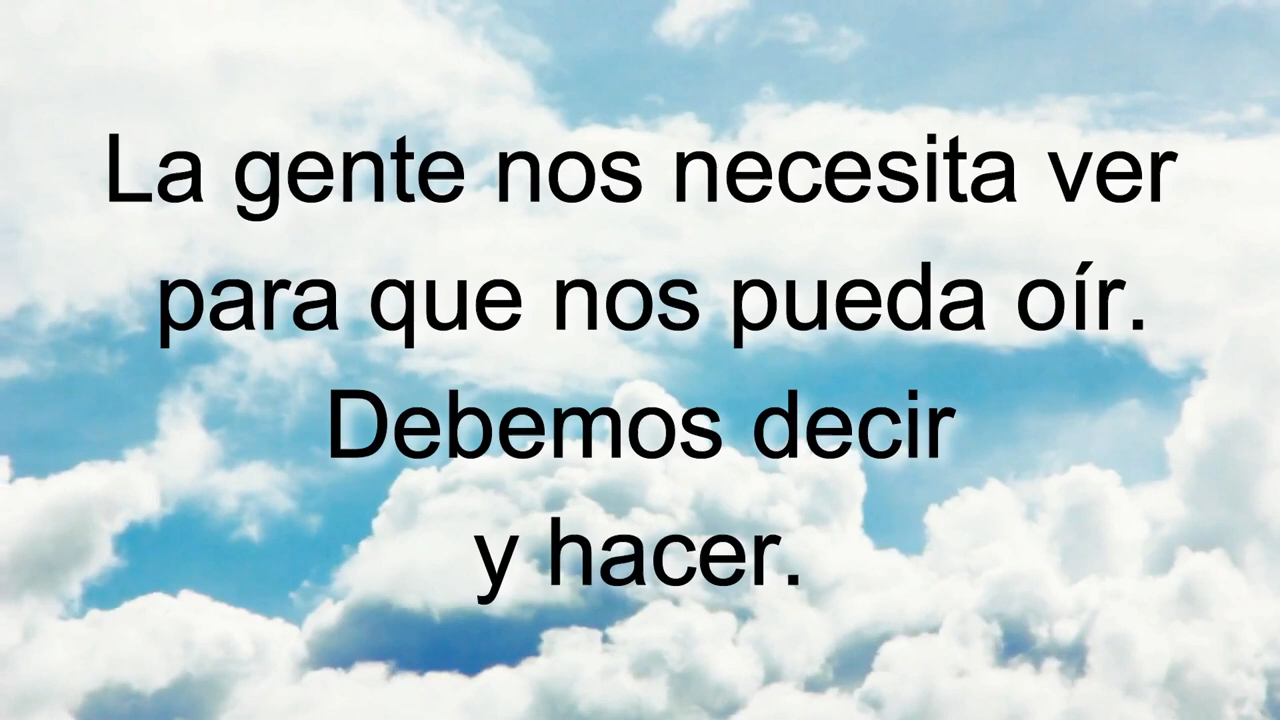 La gente nos necesita ver
para que nos pueda oír.
Debemos decir
y hacer.